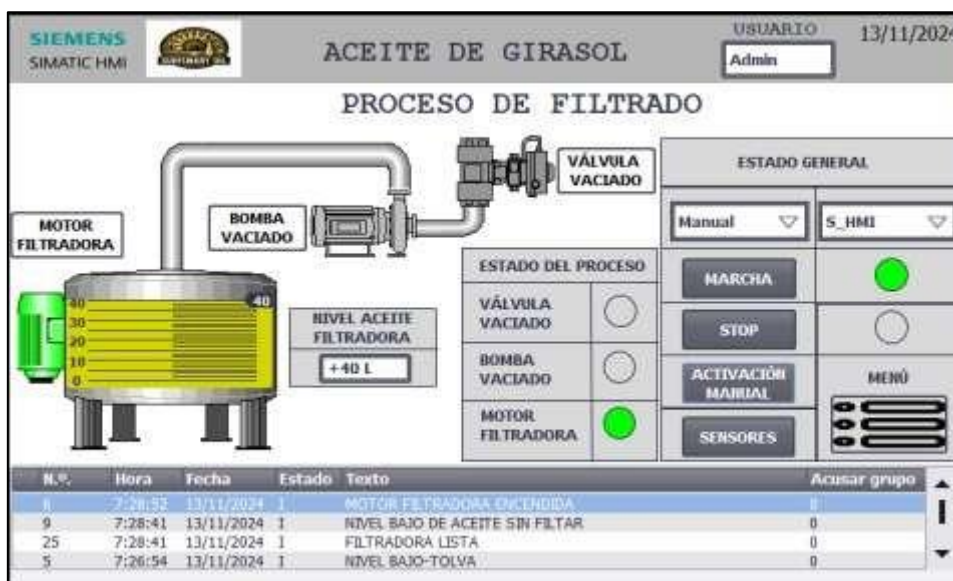 SIEMENS
SIMATIC HMI
ACEITE DE GIRASOL
USUARIO
Admin
13/11/2024
PROCESO DE FILTRADO
VÁLVULA
VACIADO
BOMBA
VACIADO
MOTOR
FILTRADORA
40
30
20
10
0
40
NIVEL ACEITE
FILTRADORA
+40 L
ESTADO DEL PROCESO
VÁLVULA
VACIADO
BOMBA
VACIADO
MOTOR
FILTRADORA
ESTADO GENERAL
Manual
S_HMI
MARCHA
STOP
ACTIVACIÓN
MANUAL
MENÚ
SENSORES
N.º. Hora Fecha Estado Texto Acusar grupo
7:28:52 13/11/2024 I MOTOR FILTRADORA ENCENDIDA 0
9 7:28:41 13/11/2024 I NIVEL BAJO DE ACEITE SIN FILTAR 0
25 7:28:41 13/11/2024 I FILTRADORA LISTA 0
5 7:26:54 13/11/2024 I NIVEL BAJO-TOLVA 0